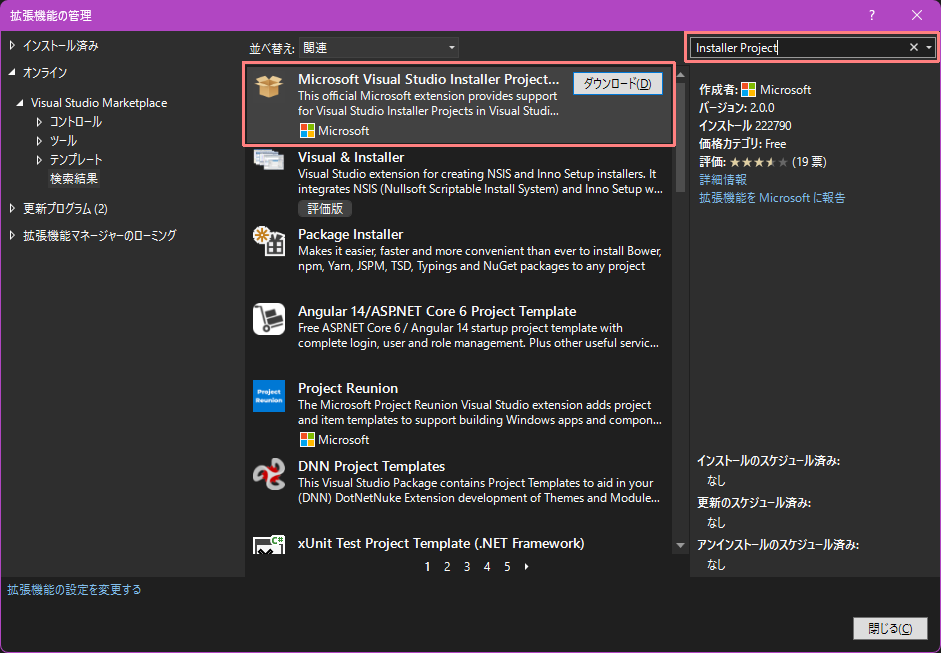 拡張機能の管理
?
インストール済み
オンライン
Visual Studio Marketplace
コントロール
ツール
テンプレート
検索結果
更新プログラム (2)
拡張機能マネージャーのローミング
並べ替え: 関連
Microsoft Visual Studio Installer Project...
ダウンロード(D)
This official Microsoft extension provides support
for Visual Studio Installer Projects in Visual Studi...
Microsoft
Visual & Installer
Visual Studio extension for creating NSIS and Inno Setup installers. It
integrates NSIS (Nullsoft Scriptable Install System) and Inno Setup w...
評価版
Package Installer
Makes it easier, faster and more convenient than ever to install Bower,
npm, Yarn, JSPM, TSD, Typings and NuGet packages to any project
Angular 14/ASP.NET Core 6 Project Template
Free ASP.NET Core 6 / Angular 14 startup project template with
complete login, user and role management. Plus other useful servic...
Project
Reunion
Project Reunion
The Microsoft Project Reunion Visual Studio extension adds project
and item templates to support building Windows apps and compon...
Microsoft
DNN Project Templates
This Visual Studio Package contains Project Templates to aid in your
(DNN) DotNetNuke Extension development of Themes and Module...
C#
xUnit Test Project Template (.NET Framework)
1 2 3 4 5
Installer Project
作成者: Microsoft
バージョン: 2.0.0
インストール 222790
価格カテゴリ: Free
評価: ★★★★★ (19 票)
詳細情報
拡張機能を Microsoft に報告
インストールのスケジュール済み:
なし
更新のスケジュール済み:
なし
アンインストールのスケジュール済み:
なし
拡張機能の設定を変更する
閉じる(C)